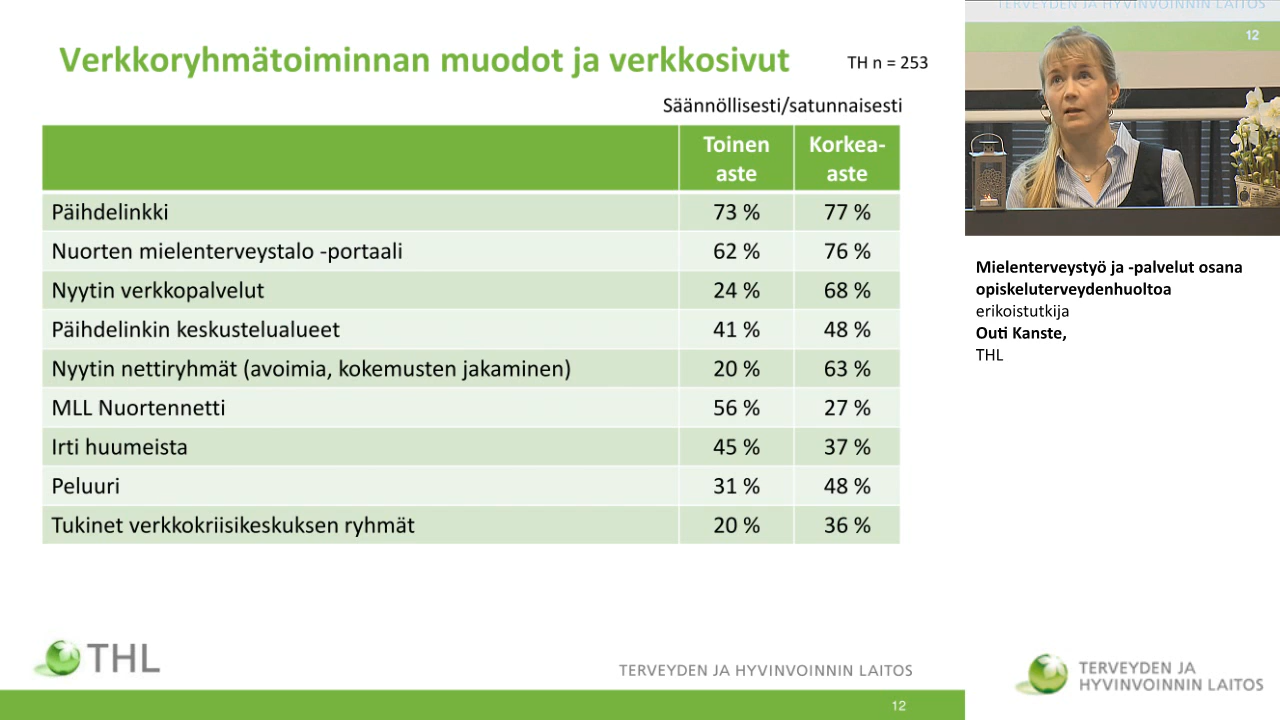 Verkkoryhmätoiminnan muodot ja verkkosivut
TH n = 253
Säännöllisesti/satunnaisesti
Toinen aste
Korkea-aste
Päihdelinkki 73 % 77 %
Nuorten mielenterveystalo -portaali 62 % 76 %
Nyytin verkkopalvelut 24 % 68 %
Päihdelinkin keskustelualueet 41 % 48 %
Nyytin nettiryhmät (avoimia, kokemusten jakaminen) 20 % 63 %
MLL Nuortennetti 56 % 27 %
Irti huumeista 45 % 37 %
Peluuri 31 % 48 %
Tukinet verkkokriisikeskuksen ryhmät 20 % 36 %
THL
TERVEYDEN JA HYVINVOINNIN LAITOS
12
TERVEYDEN JA HYVINVOINNIN LAITOS
12
Mielenterveystyö ja -palvelut osana
opiskeluterveydenhuoltoa
erikoistutkija
Outi Kanste,
THL
TERVEYDEN JA
HYVINVOINNIN LAITOS